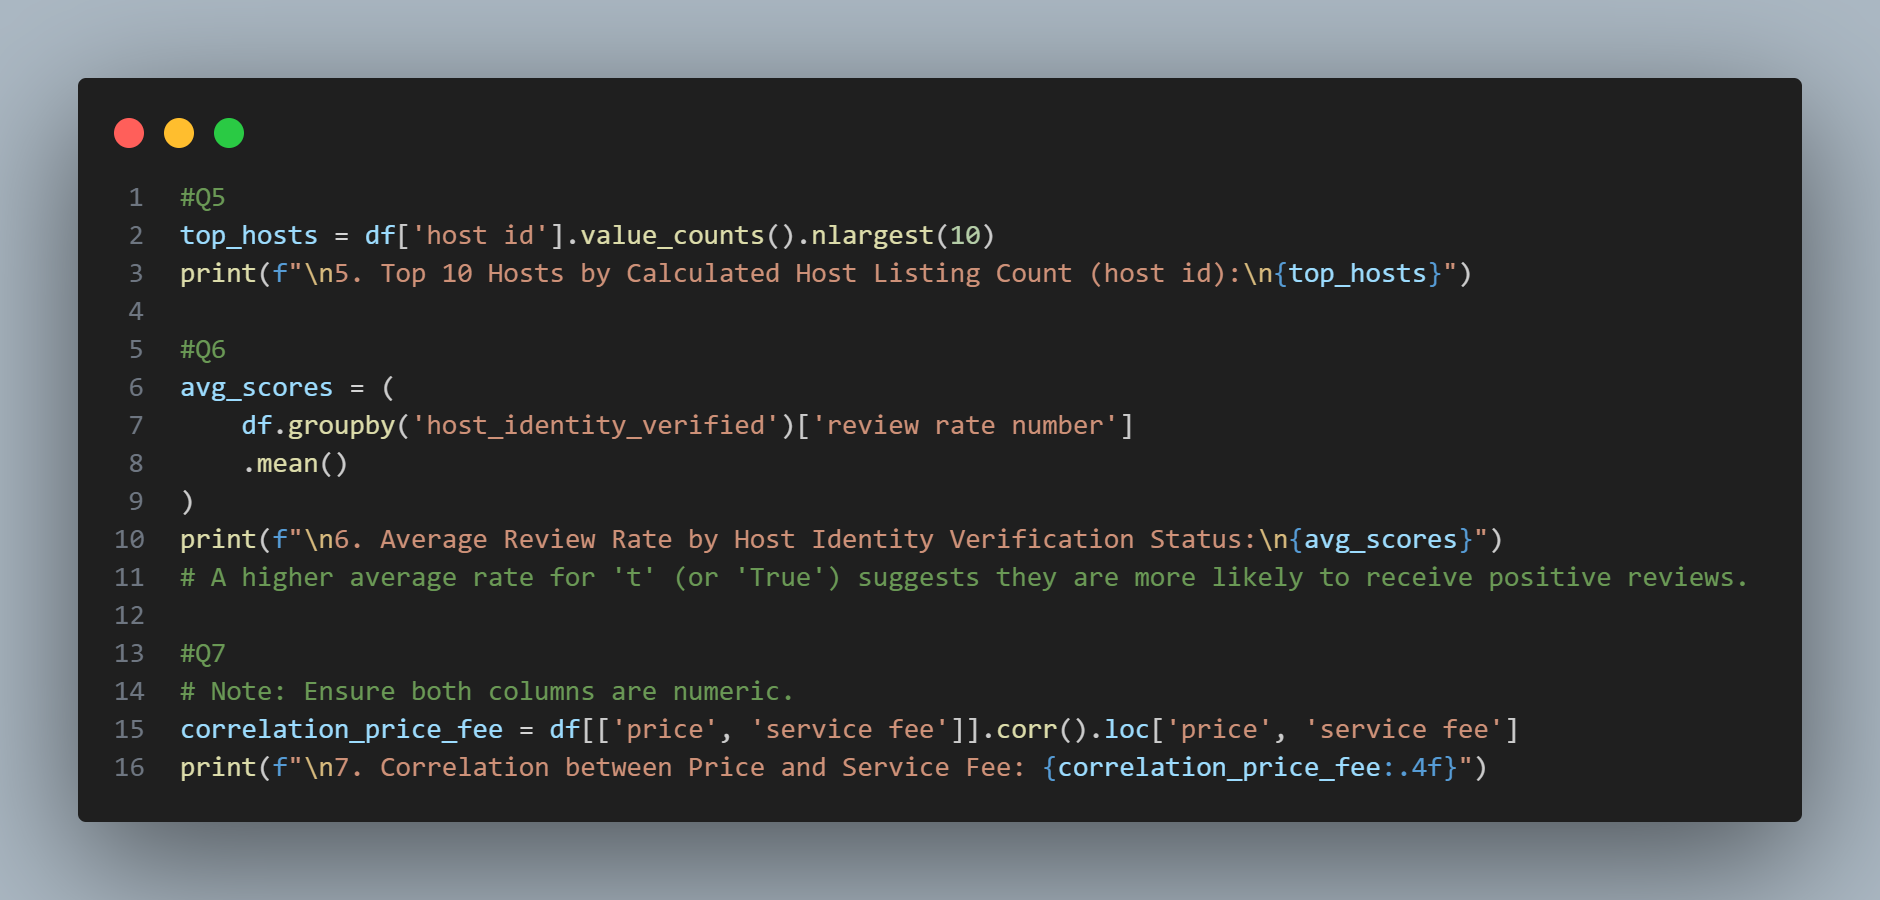 1 #Q5
2 top_hosts = df['host id'].value_counts().nlargest(10)
3 print(f"\n5. Top 10 Hosts by Calculated Host Listing Count (host id):\n{top_hosts}")
4
5 #Q6
6 avg_scores = (
7     df.groupby('host_identity_verified')['review rate number']
8     .mean()
9 )
10 print(f"\n6. Average Review Rate by Host Identity Verification Status:\n{avg_scores}")
11 # A higher average rate for 't' (or 'True') suggests they are more likely to receive positive reviews.
12
13 #Q7
14 # Note: Ensure both columns are numeric.
15 correlation_price_fee = df[['price', 'service fee']].corr().loc['price', 'service fee']
16 print(f"\n7. Correlation between Price and Service Fee: {correlation_price_fee:.4f}")